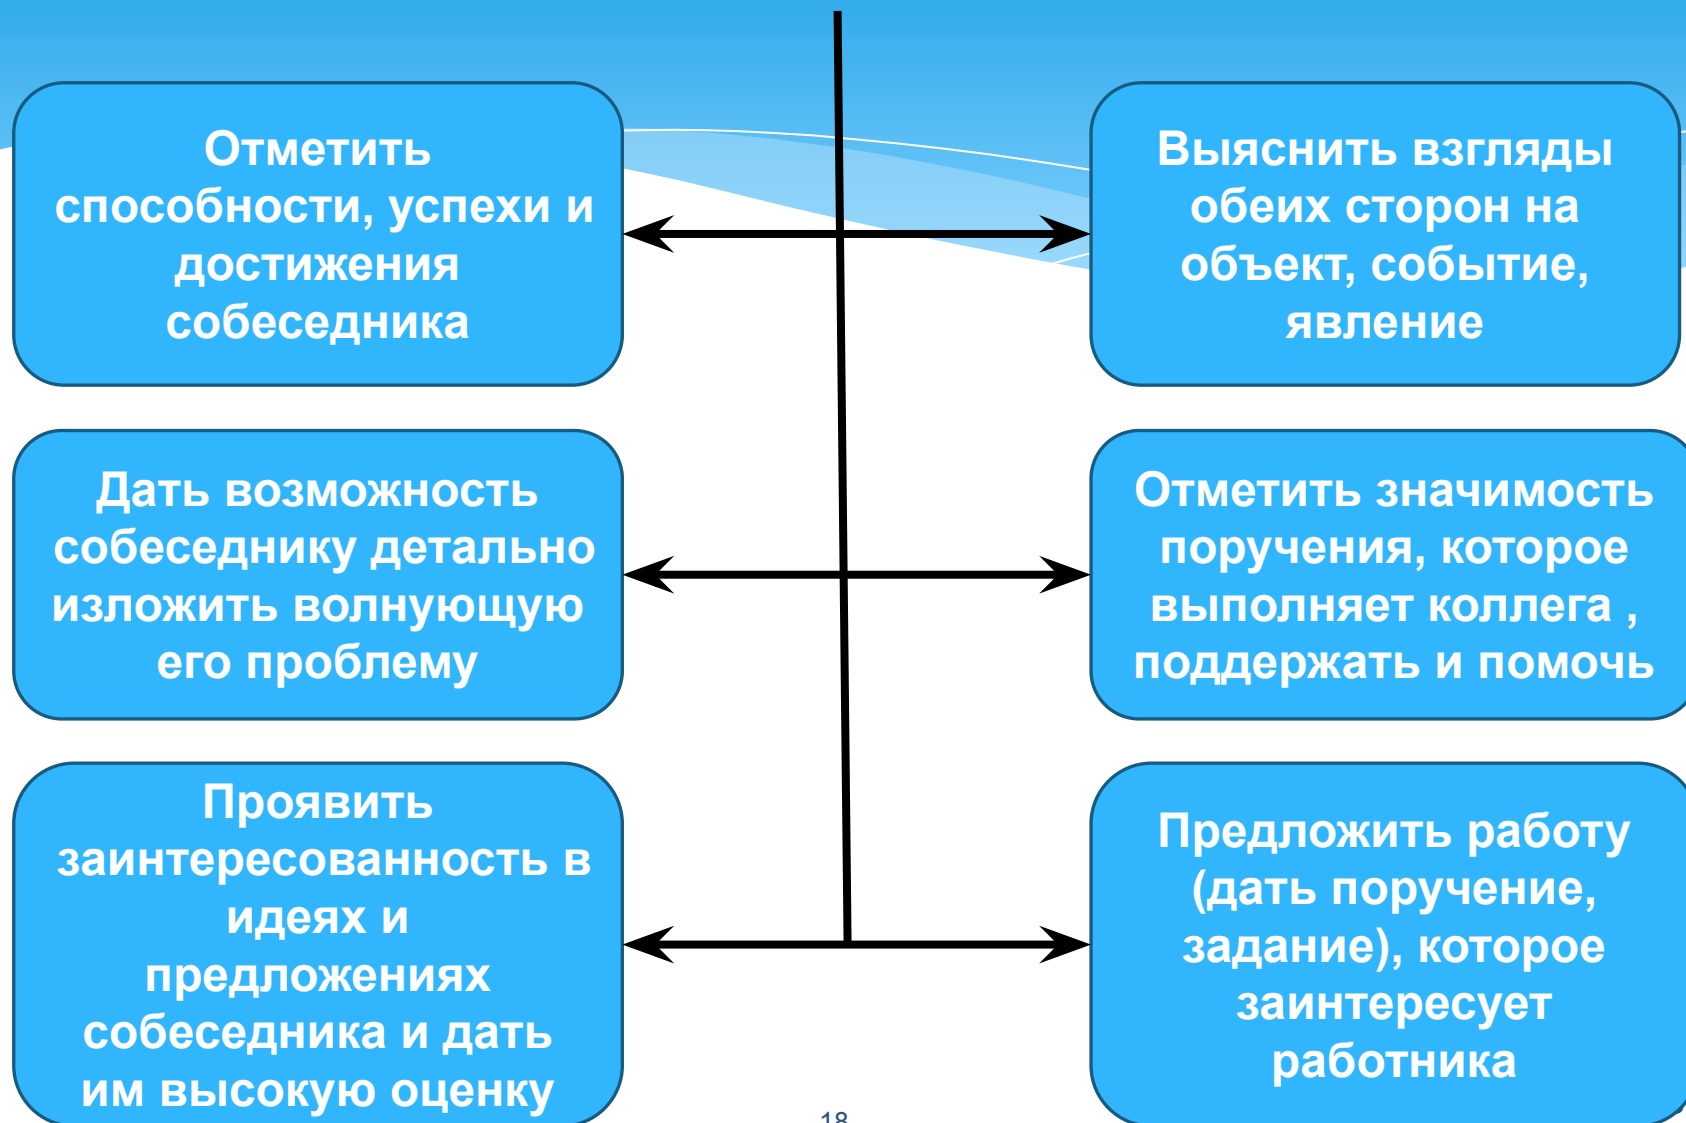 Отметить
способности, успехи и
достижения
собеседника
Выяснить взгляды
обеих сторон на
объект, событие,
явление
Дать возможность
собеседнику детально
изложить волнующую
его проблему
Отметить значимость
поручения, которое
выполняет коллега ,
поддержать и помочь
Проявить
заинтересованность в
идеях и
предложениях
собеседника и дать
им высокую оценку
Предложить работу
(дать поручение,
задание), которое
заинтересует
работника
18